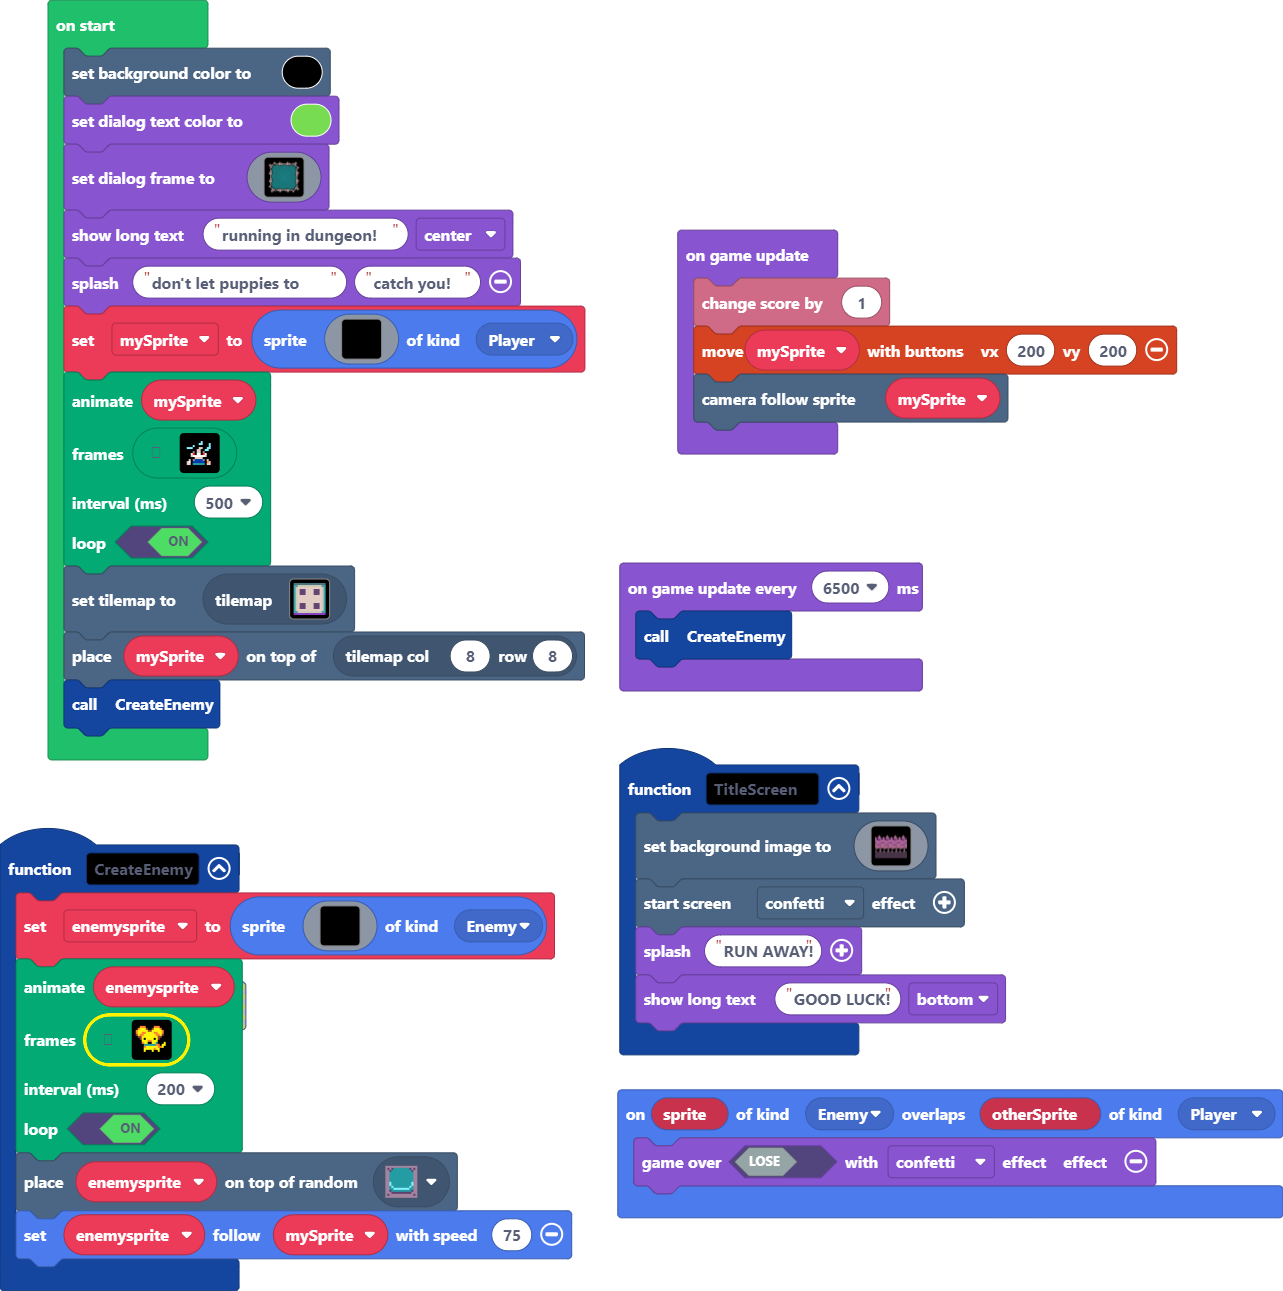 on start
set background color to
set dialog text color to
set dialog frame to
show long text "running in dungeon! " center
splash "don't let puppies to " "catch you! "
set mySprite to sprite of kind Player
animate mySprite
frames
interval (ms) 500
loop ON
set tilemap to tilemap
place mySprite on top of tilemap col 8 row 8
call CreateEnemy
on game update
change score by 1
move mySprite with buttons vx 200 vy 200
camera follow sprite mySprite
on game update every 6500 ms
call CreateEnemy
function TitleScreen
set background image to
start screen confetti effect
splash "RUN AWAY!"
show long text "GOOD LUCK!" bottom
function CreateEnemy
set enemysprite to sprite of kind Enemy
animate enemysprite
frames
interval (ms) 200
loop ON
place enemysprite on top of random
set enemysprite follow mySprite with speed 75
on sprite of kind Enemy overlaps otherSprite of kind Player
game over LOSE with confetti effect effect